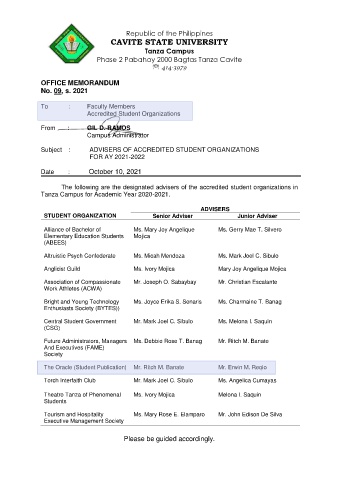 Republic of the Philippines
CAVITE STATE UNIVERSITY
Tanza Campus
Phase 2 Pabahay 2000 Bagtas Tanza Cavite
☏ 414-3979
OFFICE MEMORANDUM
No. 09, s. 2021
To : Faculty Members
Accredited Student Organizations
From : GIL D. RAMOS
Campus Administrator
Subject : ADVISERS OF ACCREDITED STUDENT ORGANIZATIONS
FOR AY 2021-2022
Date : October 10, 2021
The following are the designated advisers of the accredited student organizations in
Tanza Campus for Academic Year 2020-2021.
ADVISERS
STUDENT ORGANIZATION Senior Adviser Junior Adviser
Alliance of Bachelor of Ms. Mary Joy Angelique Ms. Gerry Mae T. Silvero
Elementary Education Students Mojica
(ABEES)
Altruistic Psych Confederate Ms. Micah Mendoza Ms. Mark Joel C. Sibulo
Anglicist Guild Ms. Ivory Mojica Mary Joy Angelique Mojica
Association of Compassionate Mr. Joseph O. Sabaybay Mr. Christian Escalante
Work Athletes (ACWA)
Bright and Young Technology Ms. Joyce Erika S. Sonaris Ms. Charmaine T. Banag
Enthusiasts Society (BYTES))
Central Student Government Mr. Mark Joel C. Sibulo Ms. Melona I. Saquin
(CSG)
Future Administrators, Managers Ms. Debbie Rose T. Banag Mr. Ritch M. Banate
And Executives (FAME)
Society
The Oracle (Student Publication) Mr. Ritch M. Banate Mr. Erwin M. Reqlo
Torch Interfaith Club Mr. Mark Joel C. Sibulo Ms. Angelica Cumayas
Theatro Tanza of Phenomenal Ms. Ivory Mojica Melona I. Saquin
Students
Tourism and Hospitality Ms. Mary Rose E. Elamparo Mr. John Edison De Silva
Executive Management Society
Please be guided accordingly.